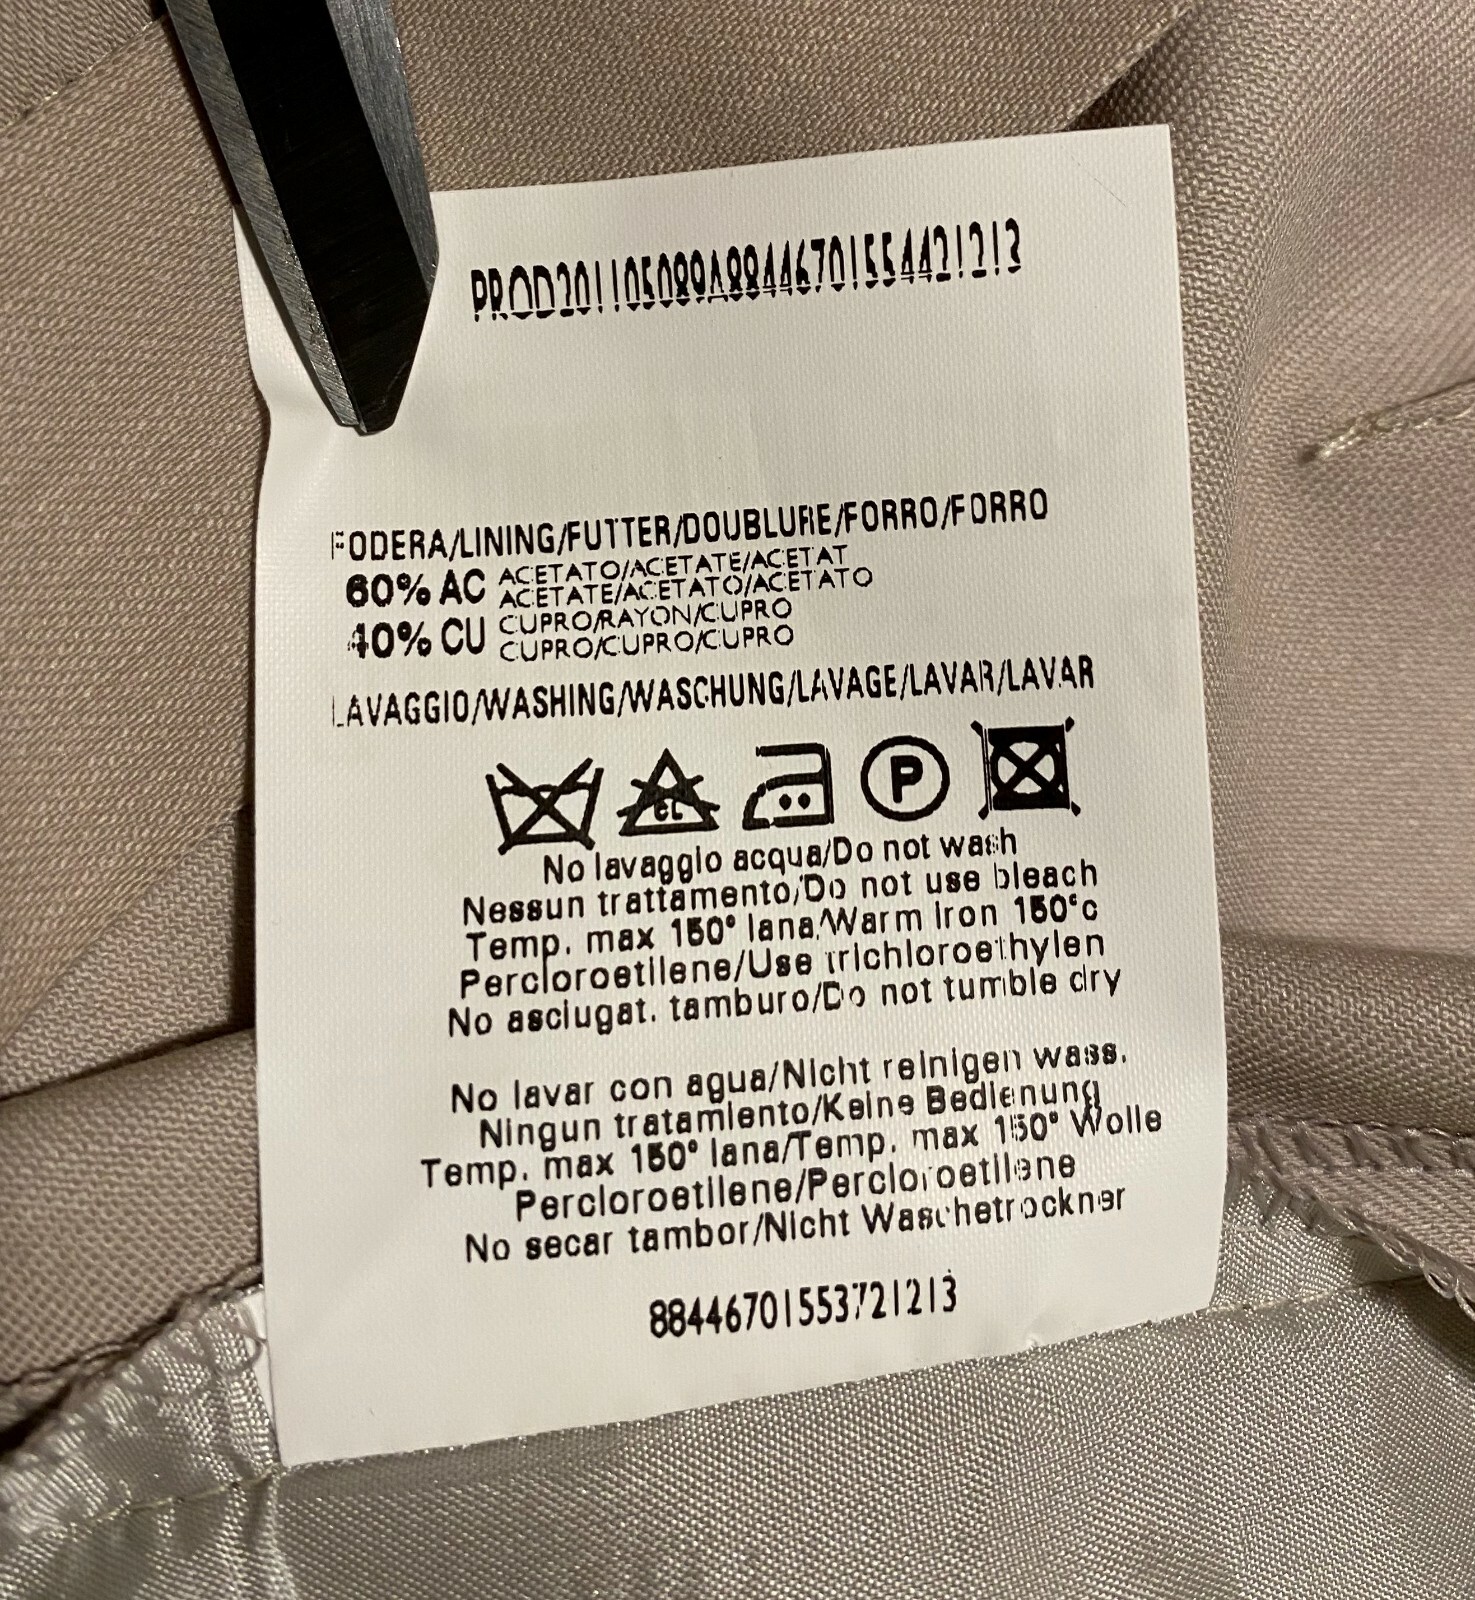 PROD201105089A88446701554421213
FODERA/LINING/FUTTER/DOUBLURE/FORRO/FORRO
60% AC ACETATO/ACETATE/ACETAT
ACETATE/ACETATO/ACETATO
40% CU CUPRO/RAYON/CUPRO
CUPRO/CUPRO/CUPRO
LAVAGGIO/WASHING/WASCHUNG/LAVAGE/LAVAR/LAVAR
CL P
No lavaggio acqua/Do not wash
Nessun trattamento/Do not use bleach
Temp. max 150° lana/Warm iron 150°c
Percloroetilene/Use trichloroethylen
No asciugat. tamburo/Do not tumble dry
No lavar con agua/Nicht reinigen wass.
Ningun tratamiento/Keine Bedienung
Temp. max 150° lana/Temp. max 150° Wolle
Percloroetilene/Percloroetilene
No secar tambor/Nicht Waschetrockner
88446701553721213